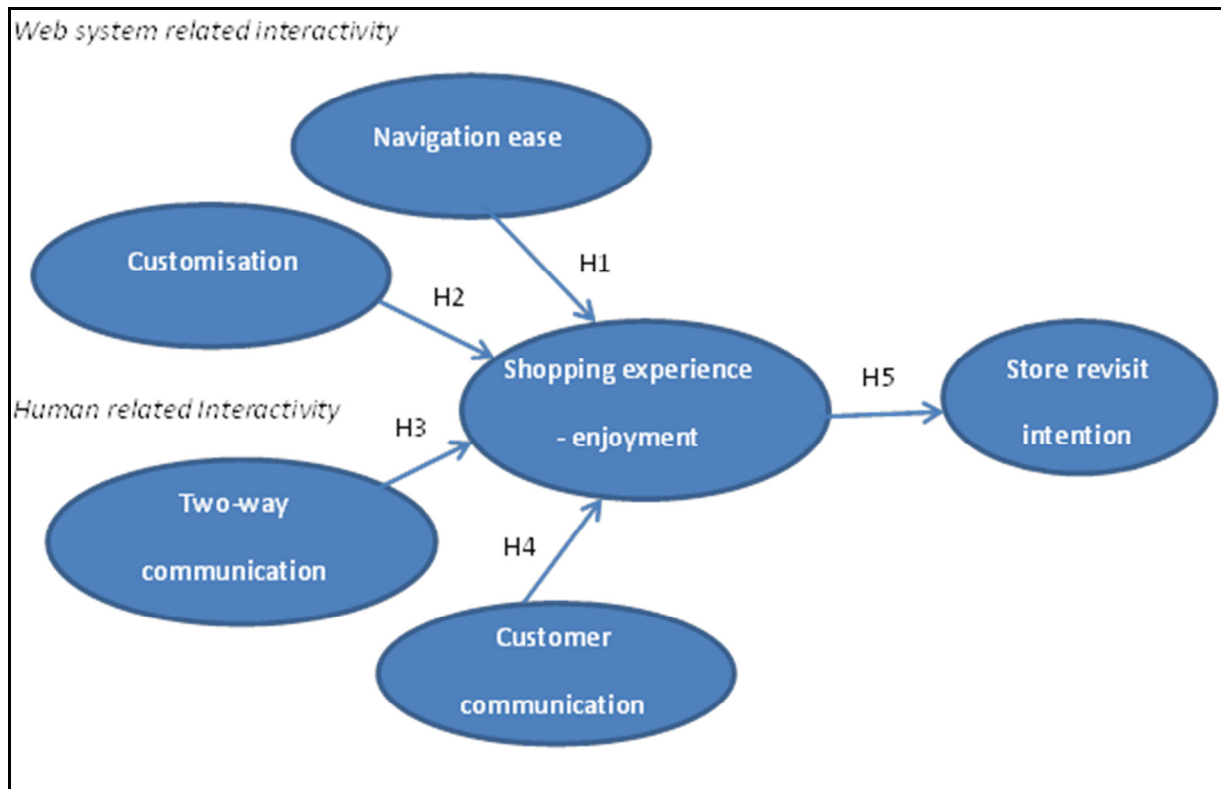 Web system related interactivity
Navigation ease
Customisation
H1
H2
Shopping experience
- enjoyment
H5
Store revisit
intention
Human related Interactivity
H3
Two-way
communication
H4
Customer
communication